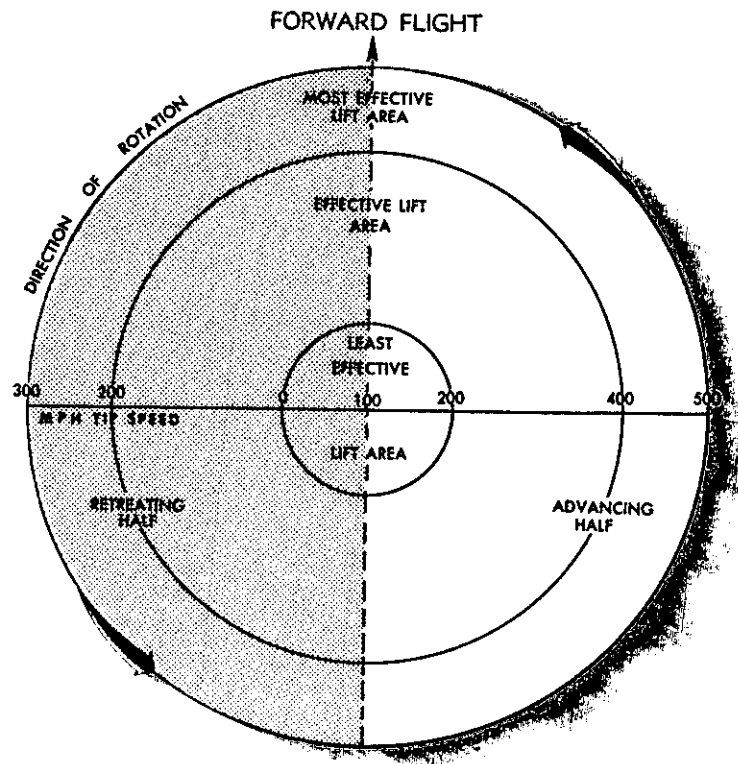 FORWARD FLIGHT
MOST EFFECTIVE
LIFT AREA
DIRECTION OF ROTATION
EFFECTIVE LIFT
AREA
LEAST
EFFECTIVE
300 200 0 100 200 400 500
MPH TIP SPEED
LIFT AREA
RETREATING
HALF
ADVANCING
HALF